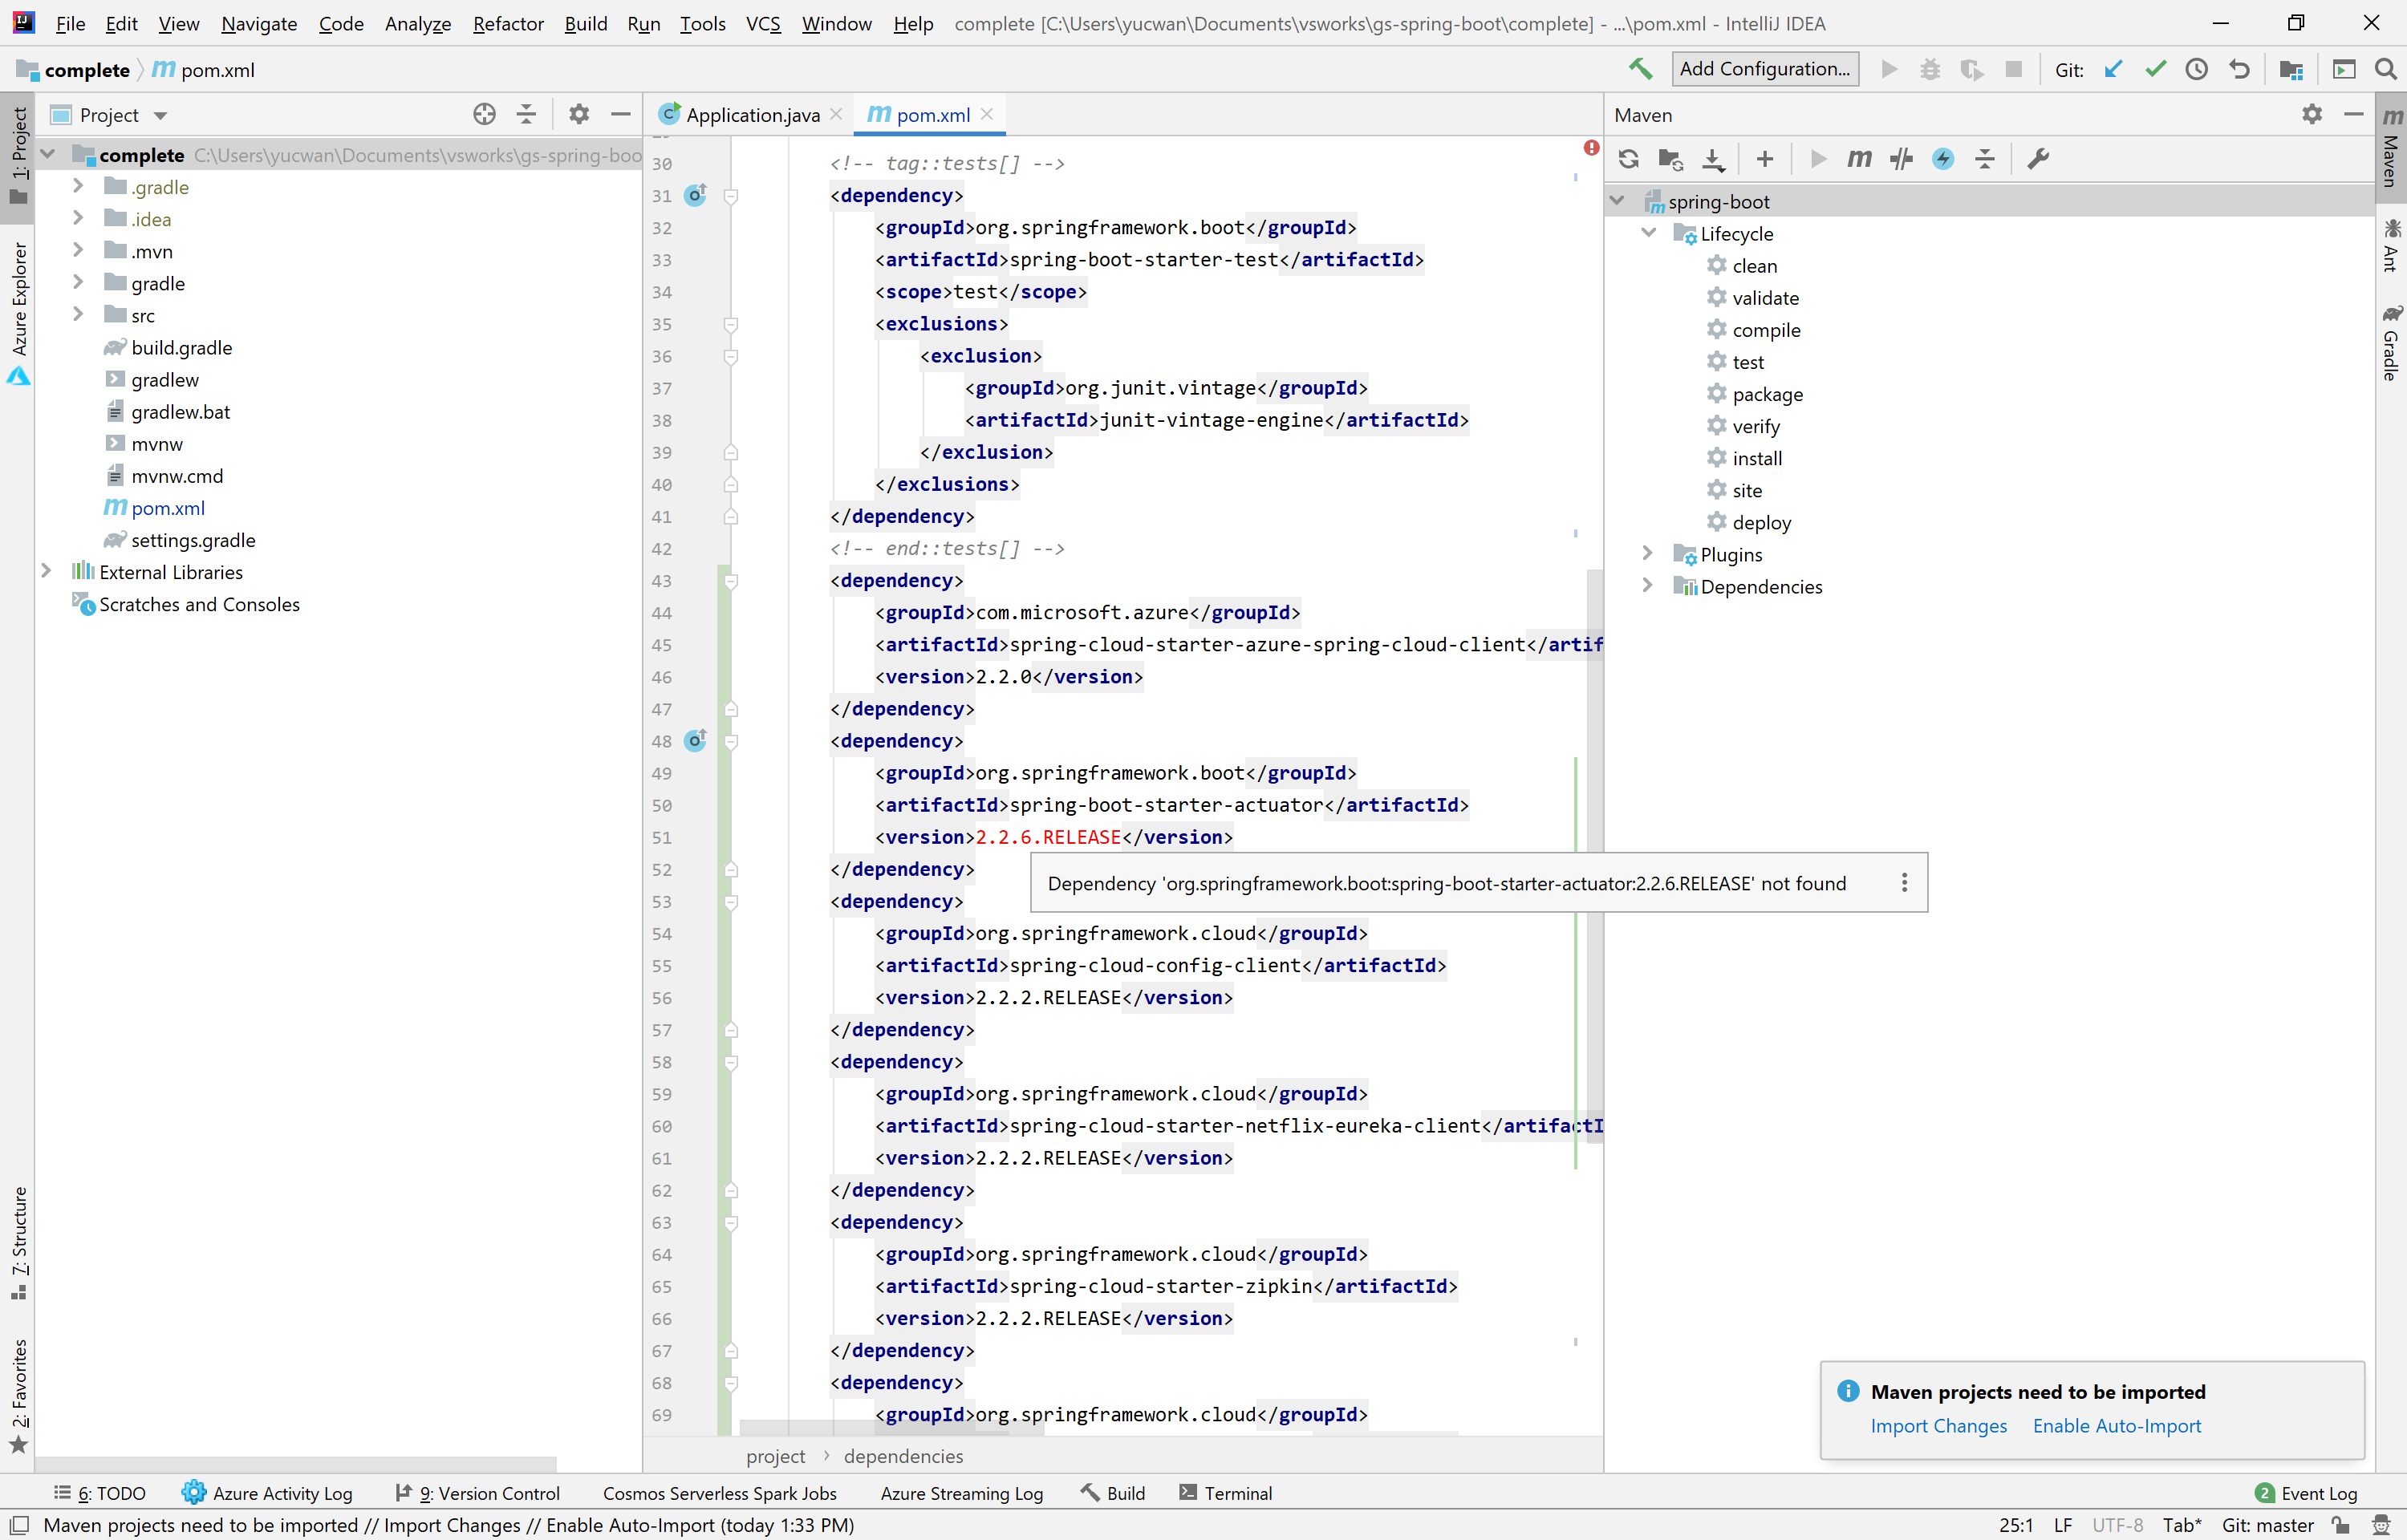 File Edit View Navigate Code Analyze Refactor Build Run Tools VCS Window Help complete [C:\Users\yucwan\Documents\vsworks\gs-spring-boot\complete] - ...\pom.xml - IntelliJ IDEA
complete m pom.xml Add Configuration... Git:
1: Project
Azure Explorer
7: Structure
2: Favorites
Project
complete C:\Users\yucwan\Documents\vsworks\gs-spring-boo
.gradle
.idea
.mvn
gradle
src
build.gradle
gradlew
gradlew.bat
mvnw
mvnw.cmd
m pom.xml
settings.gradle
External Libraries
Scratches and Consoles
C Application.java m pom.xml
30 <!-- tag::tests[] -->
31 <dependency>
32 <groupId>org.springframework.boot</groupId>
33 <artifactId>spring-boot-starter-test</artifactId>
34 <scope>test</scope>
35 <exclusions>
36 <exclusion>
37 <groupId>org.junit.vintage</groupId>
38 <artifactId>junit-vintage-engine</artifactId>
39 </exclusion>
40 </exclusions>
41 </dependency>
42 <!-- end::tests[] -->
43 <dependency>
44 <groupId>com.microsoft.azure</groupId>
45 <artifactId>spring-cloud-starter-azure-spring-cloud-client</artif
46 <version>2.2.0</version>
47 </dependency>
48 <dependency>
49 <groupId>org.springframework.boot</groupId>
50 <artifactId>spring-boot-starter-actuator</artifactId>
51 <version>2.2.6.RELEASE</version>
52 </dependency>
Dependency 'org.springframework.boot:spring-boot-starter-actuator:2.2.6.RELEASE' not found
53 <dependency>
54 <groupId>org.springframework.cloud</groupId>
55 <artifactId>spring-cloud-config-client</artifactId>
56 <version>2.2.2.RELEASE</version>
57 </dependency>
58 <dependency>
59 <groupId>org.springframework.cloud</groupId>
60 <artifactId>spring-cloud-starter-netflix-eureka-client</artifactI
61 <version>2.2.2.RELEASE</version>
62 </dependency>
63 <dependency>
64 <groupId>org.springframework.cloud</groupId>
65 <artifactId>spring-cloud-starter-zipkin</artifactId>
66 <version>2.2.2.RELEASE</version>
67 </dependency>
68 <dependency>
69 <groupId>org.springframework.cloud</groupId>
project › dependencies
Maven
m
spring-boot
Lifecycle
clean
validate
compile
test
package
verify
install
site
deploy
Plugins
Dependencies
m Maven
Ant
Gradle
Maven projects need to be imported
Import Changes Enable Auto-Import
6: TODO Azure Activity Log 9: Version Control Cosmos Serverless Spark Jobs Azure Streaming Log Build Terminal 2 Event Log
Maven projects need to be imported // Import Changes // Enable Auto-Import (today 1:33 PM) 25:1 LF UTF-8 Tab* Git: master